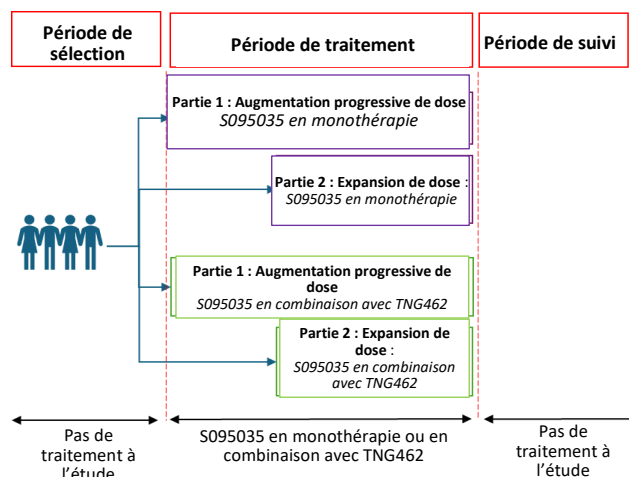 Période de
sélection
Période de traitement
Période de suivi
Partie 1 : Augmentation progressive de dose
S095035 en monothérapie
Partie 2 : Expansion de dose :
S095035 en monothérapie
Partie 1 : Augmentation progressive de
dose
S095035 en combinaison avec TNG462
Partie 2 : Expansion de
dose :
S095035 en combinaison
avec TNG462
Pas de
traitement à
l'étude
S095035 en monothérapie ou en
combinaison avec TNG462
Pas de
traitement à
l'étude